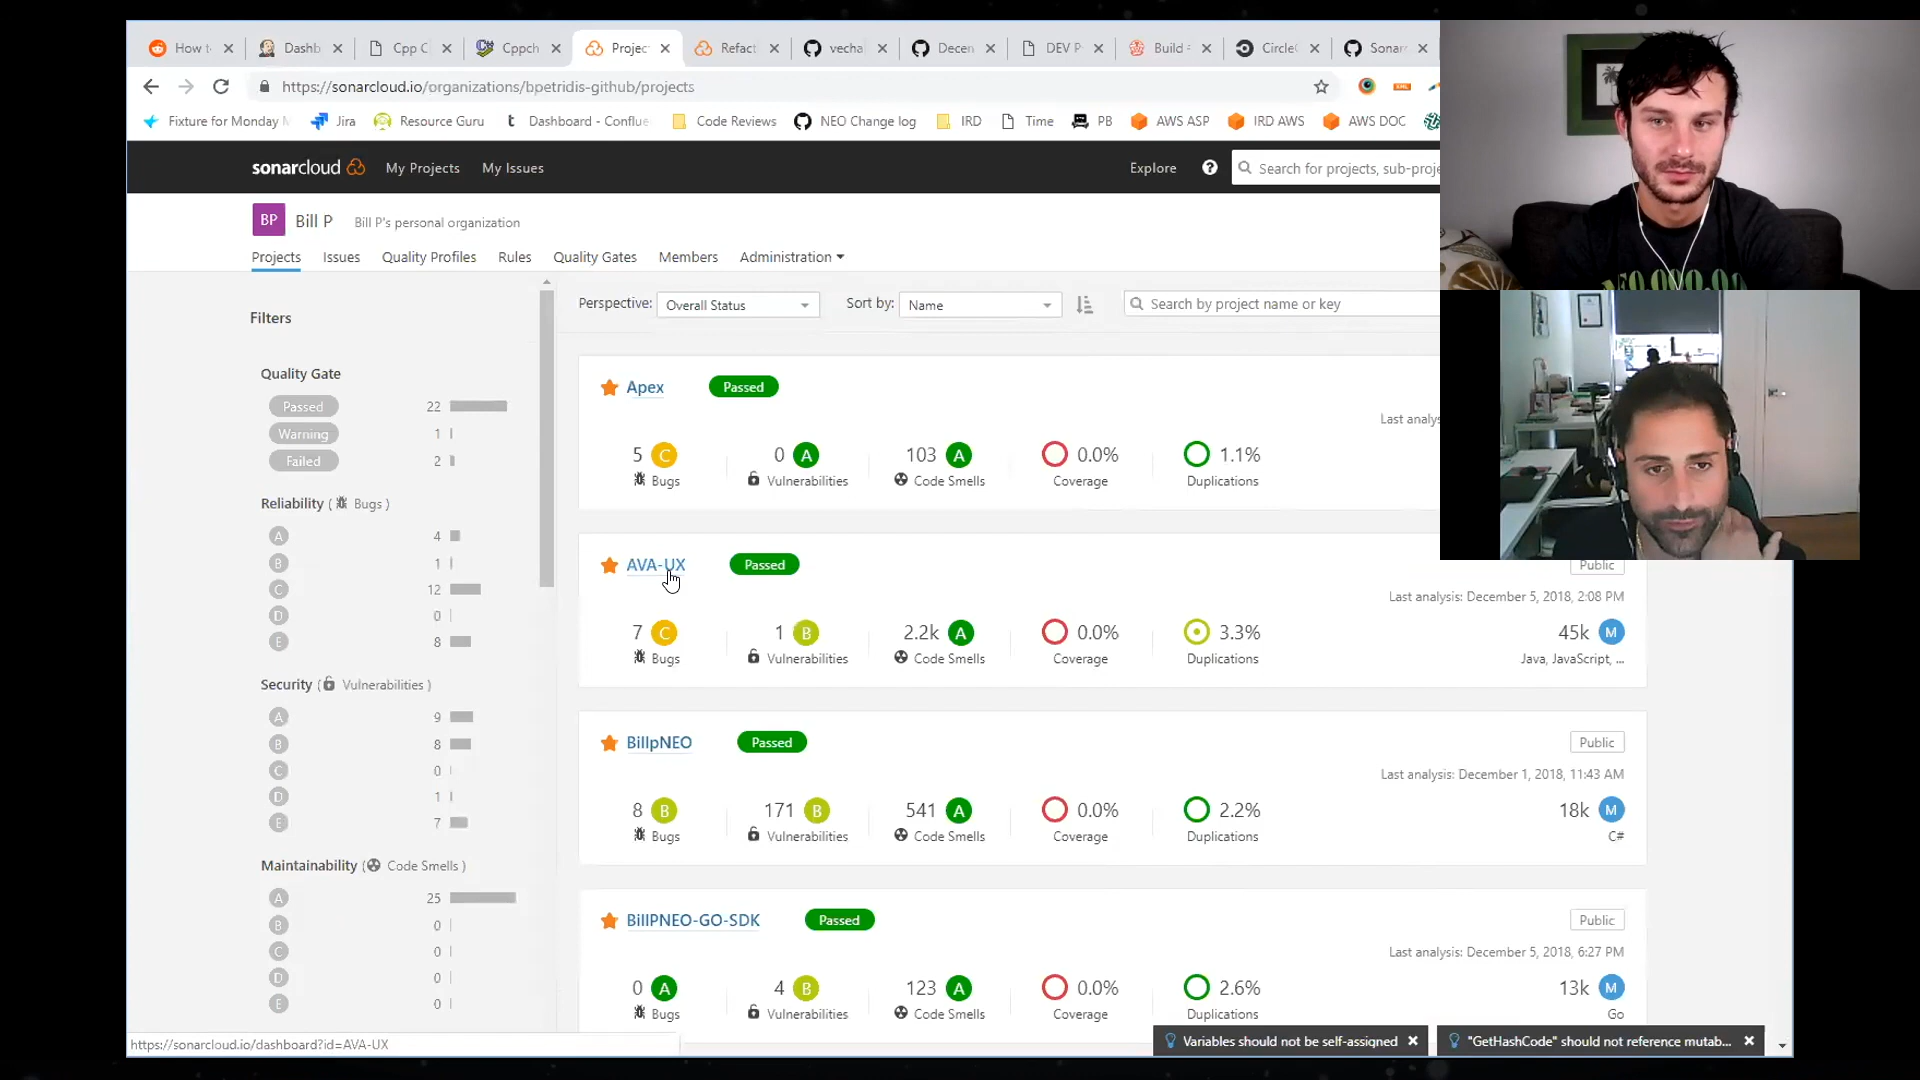 How t
Dashb
Cpp C
Cppch
Projec
Refact
vecha
Decen
DEV P
Build
Circle
Sonar
https://sonarcloud.io/organizations/bpetridis-github/projects
Fixture for Monday
Jira
Resource Guru
Dashboard - Conflue
Code Reviews
NEO Change log
IRD
Time
PB
AWS ASP
IRD AWS
AWS DOC
sonarcloud
My Projects
My Issues
Explore
Search for projects, sub-proje
BP
Bill P
Bill P's personal organization
Projects
Issues
Quality Profiles
Rules
Quality Gates
Members
Administration
Filters
Perspective:
Overall Status
Sort by:
Name
Search by project name or key
Quality Gate
Passed 22
Warning 1
Failed 2
Reliability ( Bugs )
A 4
B 1
C 12
D 0
E 8
Security ( Vulnerabilities )
A 9
B 8
C 0
D 1
E 7
Maintainability ( Code Smells )
A 25
B 0
C 0
D 0
E 0
Apex Passed
Last analys
5 C 0 A 103 A 0.0% 1.1%
Bugs Vulnerabilities Code Smells Coverage Duplications
AVA-UX Passed Public
Last analysis: December 5, 2018, 2:08 PM
7 C 1 B 2.2k A 0.0% 3.3% 45k M
Bugs Vulnerabilities Code Smells Coverage Duplications Java, JavaScript, ...
BillpNEO Passed Public
Last analysis: December 1, 2018, 11:43 AM
8 B 171 B 541 A 0.0% 2.2% 18k M
Bugs Vulnerabilities Code Smells Coverage Duplications C#
BillPNEO-GO-SDK Passed Public
Last analysis: December 5, 2018, 6:27 PM
0 A 4 B 123 A 0.0% 2.6% 13k M
Bugs Vulnerabilities Code Smells Coverage Duplications Go
https://sonarcloud.io/dashboard?id=AVA-UX
Variables should not be self-assigned
"GetHashCode" should not reference mutab...